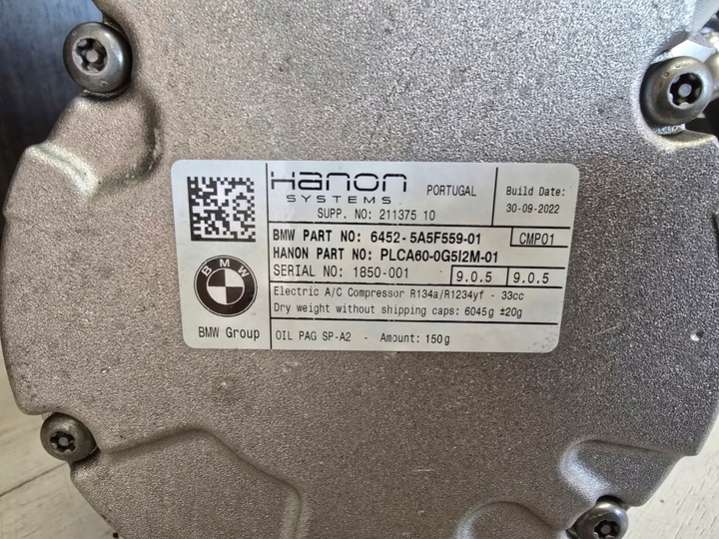 Hanon
SYSTEMS
PORTUGAL
SUPP. NO: 211375 10
Build Date:
30-09-2022
BMW PART NO: 6452-5A5F559-01
CMP01
HANON PART NO: PLCA60-0G5I2M-01
SERIAL NO: 1850-001
9.0.5
9.0.5
Electric A/C Compressor R134a/R1234yf - 33cc
Dry weight without shipping caps: 6045g ±20g
OIL PAG SP-A2 - Amount: 150g
BMW
BMW Group